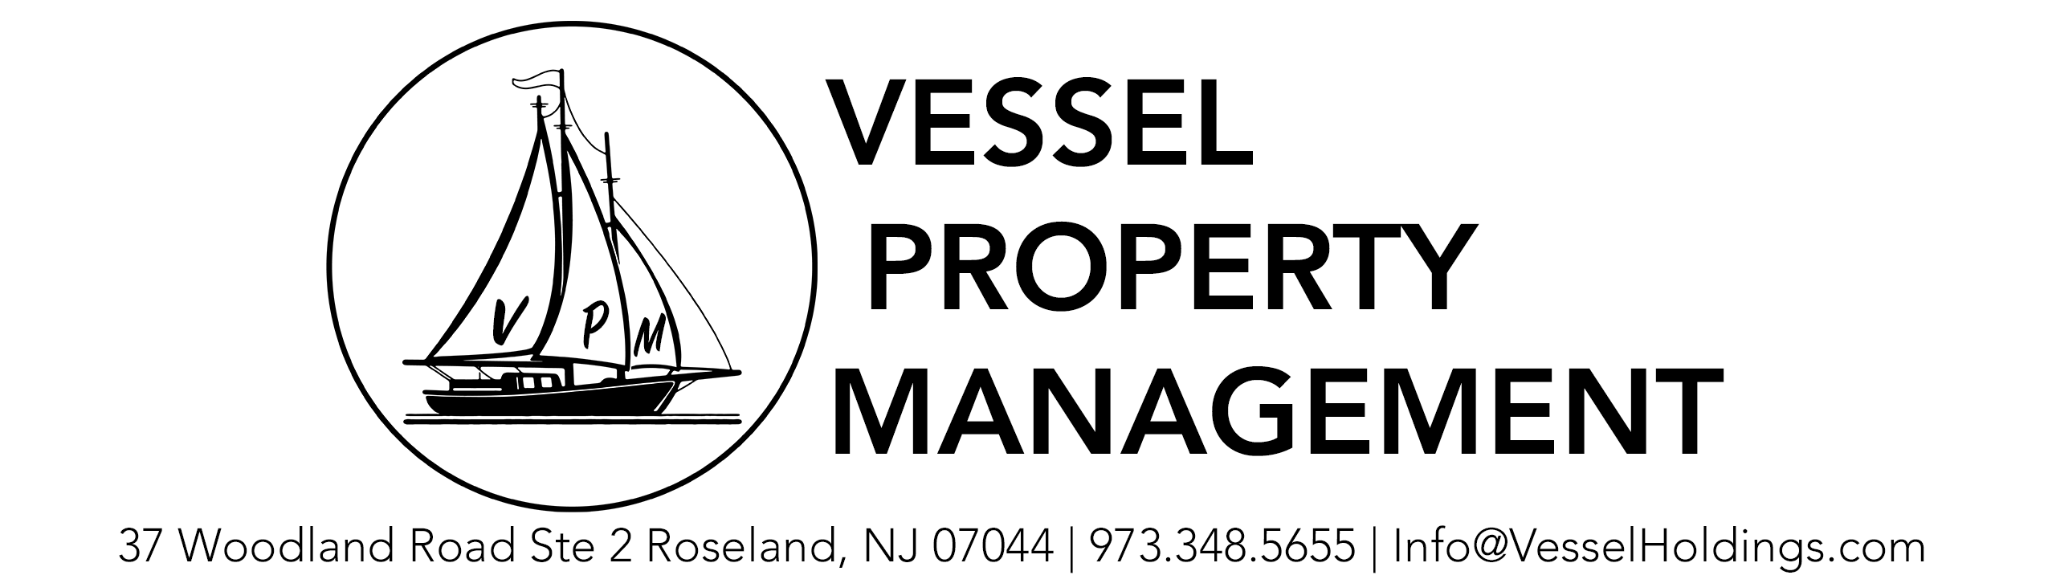 V P M
VESSEL
PROPERTY
MANAGEMENT
37 Woodland Road Ste 2 Roseland, NJ 07044 | 973.348.5655 | Info@VesselHoldings.com